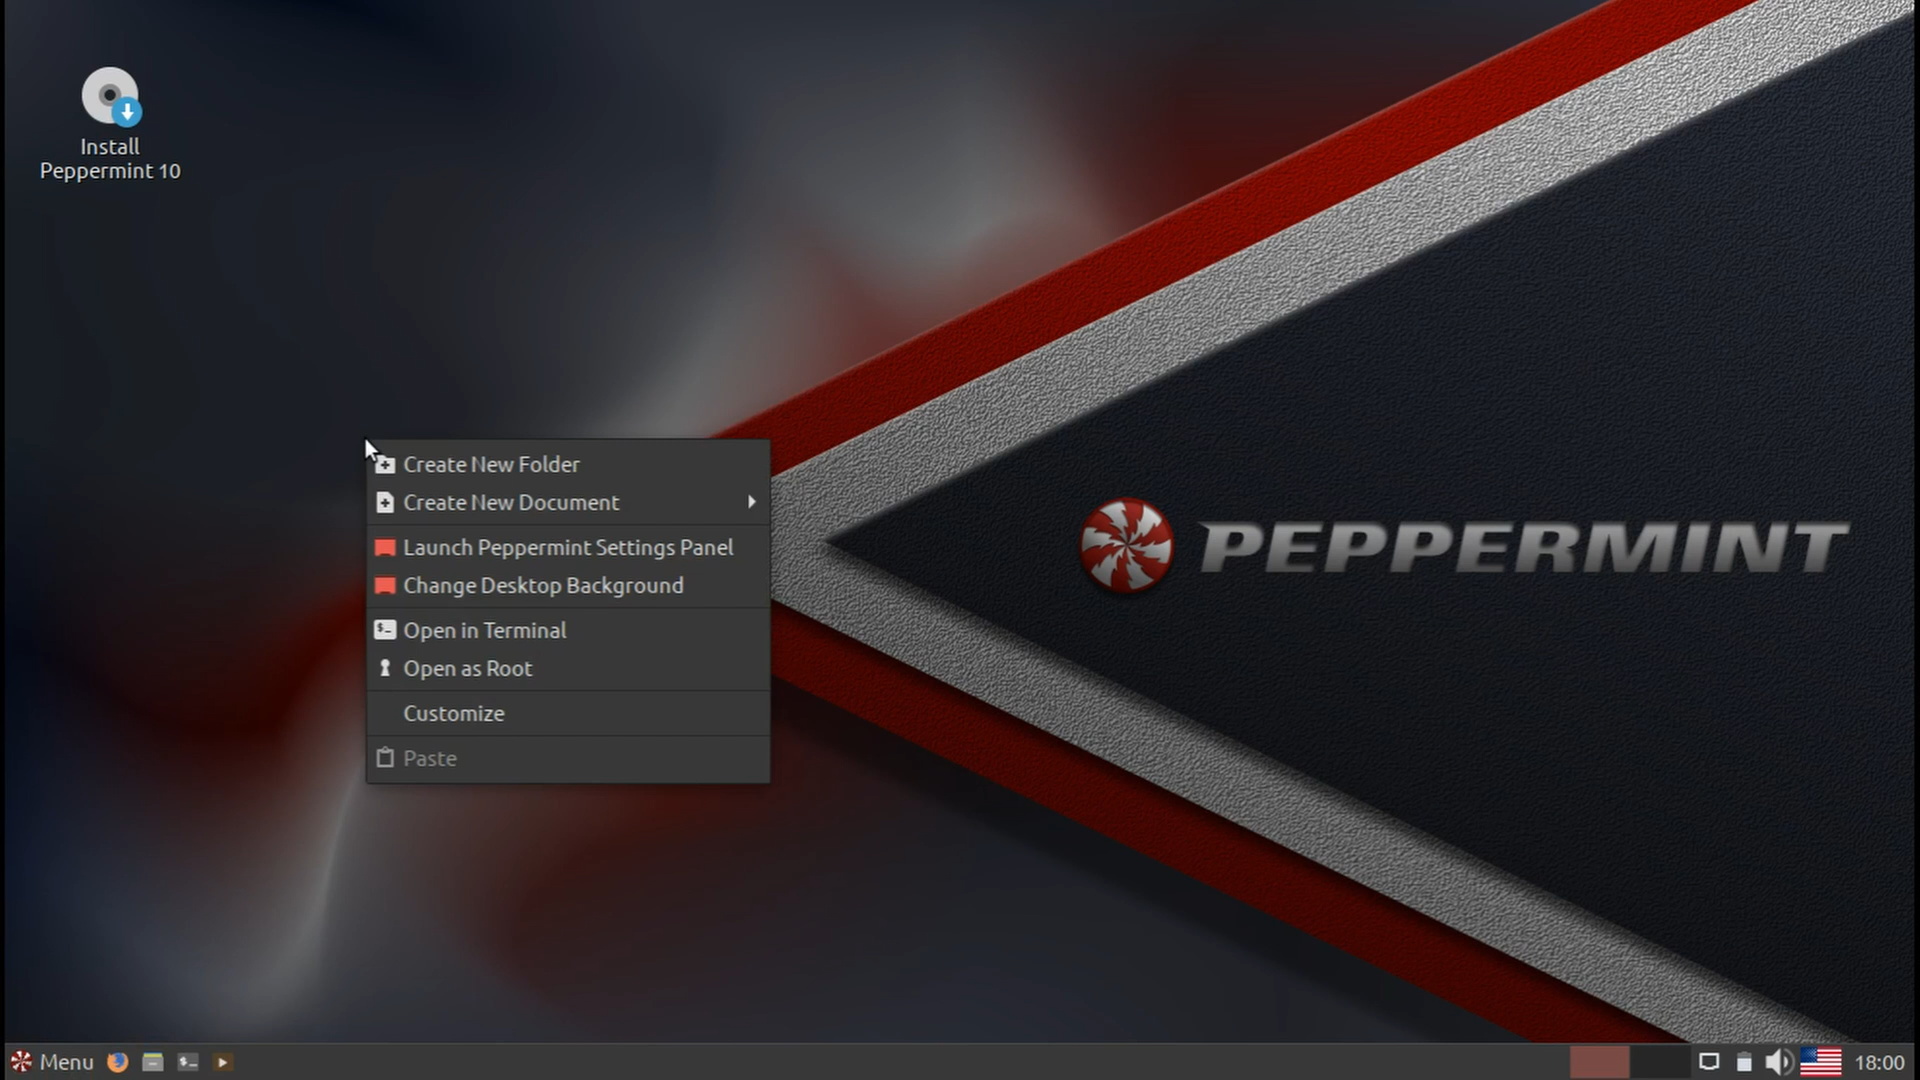 Install
Peppermint 10
Create New Folder
Create New Document
Launch Peppermint Settings Panel
Change Desktop Background
Open in Terminal
Open as Root
Customize
Paste
PEPPERMINT
Menu
18:00